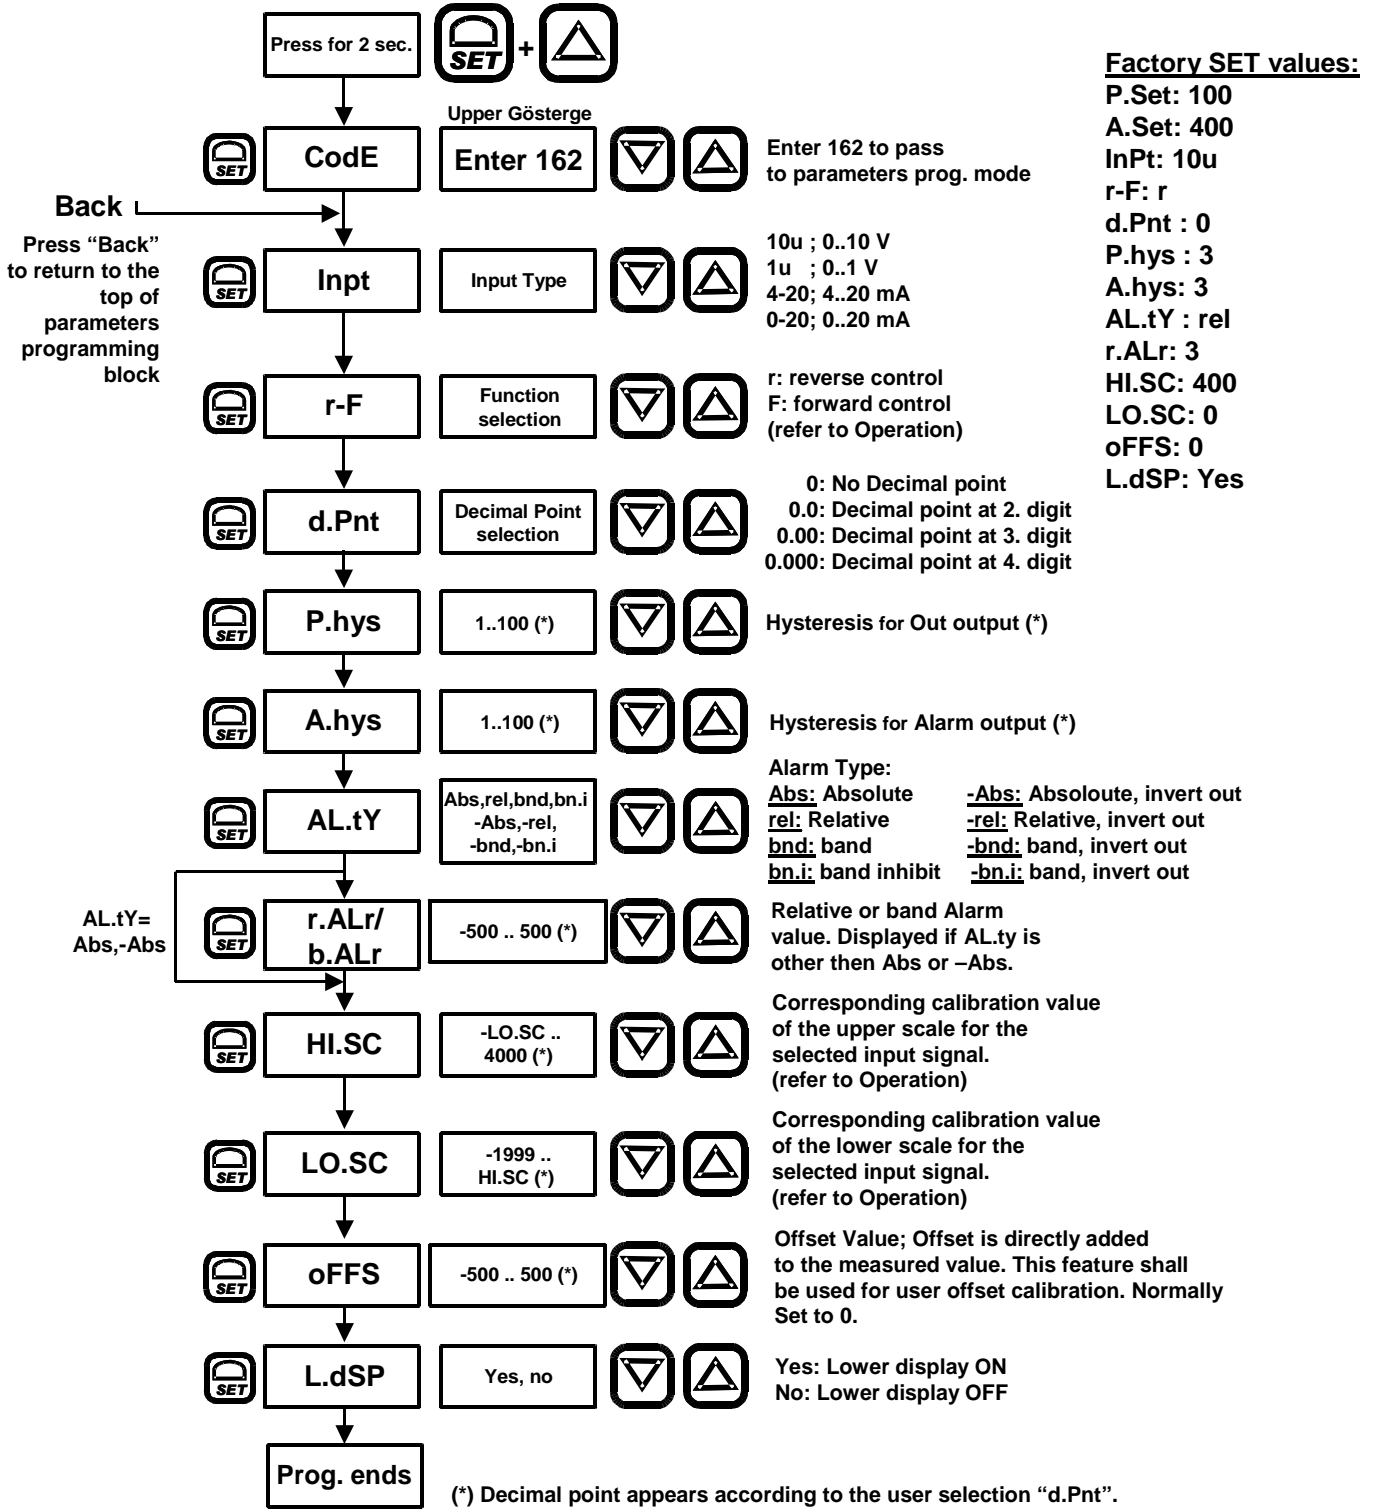 Press for 2 sec.
SET
+
Factory SET values:
P.Set: 100
A.Set: 400
InPt: 10u
r-F: r
d.Pnt : 0
P.hys : 3
A.hys: 3
AL.tY : rel
r.ALr: 3
HI.SC: 400
LO.SC: 0
oFFS: 0
L.dSP: Yes
Upper Gösterge
SET
CodE
Enter 162
Enter 162 to pass
to parameters prog. mode
Back
Press “Back”
to return to the
top of
parameters
programming
block
SET
Inpt
Input Type
10u ; 0..10 V
1u ; 0..1 V
4-20; 4..20 mA
0-20; 0..20 mA
SET
r-F
Function
selection
r: reverse control
F: forward control
(refer to Operation)
SET
d.Pnt
Decimal Point
selection
0: No Decimal point
0.0: Decimal point at 2. digit
0.00: Decimal point at 3. digit
0.000: Decimal point at 4. digit
SET
P.hys
1..100 (*)
Hysteresis for Out output (*)
SET
A.hys
1..100 (*)
Hysteresis for Alarm output (*)
SET
AL.tY
Abs,rel,bnd,bn.i
-Abs,-rel,
-bnd,-bn.i
Alarm Type:
Abs: Absolute -Abs: Absoloute, invert out
rel: Relative -rel: Relative, invert out
bnd: band -bnd: band, invert out
bn.i: band inhibit -bn.i: band, invert out
AL.tY=
Abs,-Abs
SET
r.ALr/
b.ALr
-500 .. 500 (*)
Relative or band Alarm
value. Displayed if AL.ty is
other then Abs or –Abs.
SET
HI.SC
-LO.SC ..
4000 (*)
Corresponding calibration value
of the upper scale for the
selected input signal.
(refer to Operation)
SET
LO.SC
-1999 ..
HI.SC (*)
Corresponding calibration value
of the lower scale for the
selected input signal.
(refer to Operation)
SET
oFFS
-500 .. 500 (*)
Offset Value; Offset is directly added
to the measured value. This feature shall
be used for user offset calibration. Normally
Set to 0.
SET
L.dSP
Yes, no
Yes: Lower display ON
No: Lower display OFF
Prog. ends
(*) Decimal point appears according to the user selection “d.Pnt”.